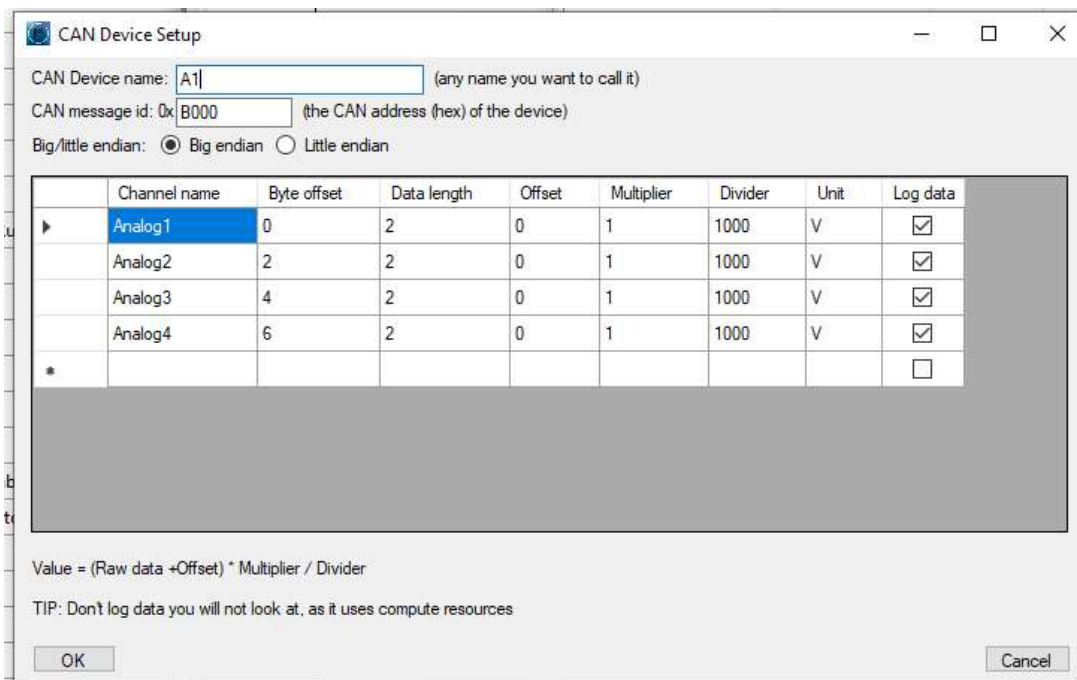 CAN Device Setup
CAN Device name: A1 (any name you want to call it)
CAN message id: 0x B000 (the CAN address (hex) of the device)
Big/little endian: Big endian Little endian
Channel name Byte offset Data length Offset Multiplier Divider Unit Log data
Analog1 0 2 0 1 1000 V
Analog2 2 2 0 1 1000 V
Analog3 4 2 0 1 1000 V
Analog4 6 2 0 1 1000 V
*
Value = (Raw data +Offset) * Multiplier / Divider
TIP: Don't log data you will not look at, as it uses compute resources
OK Cancel